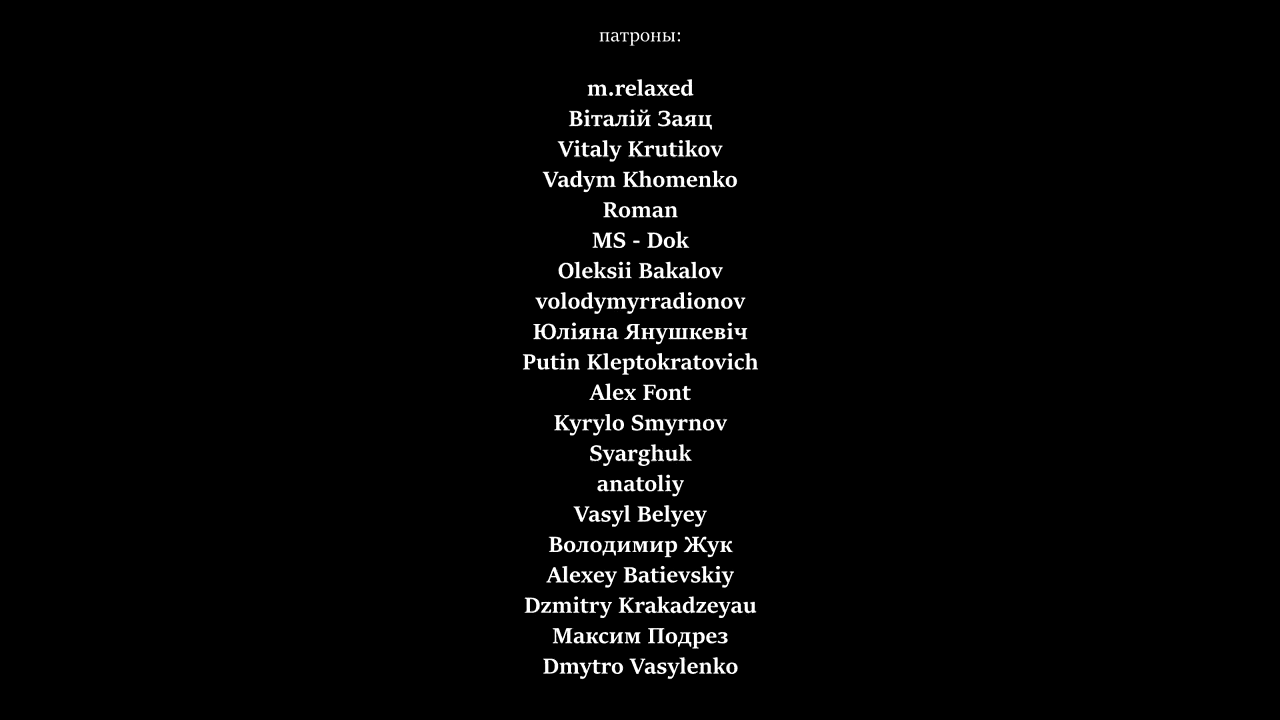 патроны:
m.relaxed
Віталій Заяц
Vitaly Krutikov
Vadym Khomenko
Roman
MS - Dok
Oleksii Bakalov
volodymyrradionov
Юліяна Янушкевіч
Putin Kleptokratovich
Alex Font
Kyrylo Smyrnov
Syarghuk
anatoliy
Vasyl Belyey
Володимир Жук
Alexey Batievskiy
Dzmitry Krakadzeyau
Максим Подрез
Dmytro Vasylenko